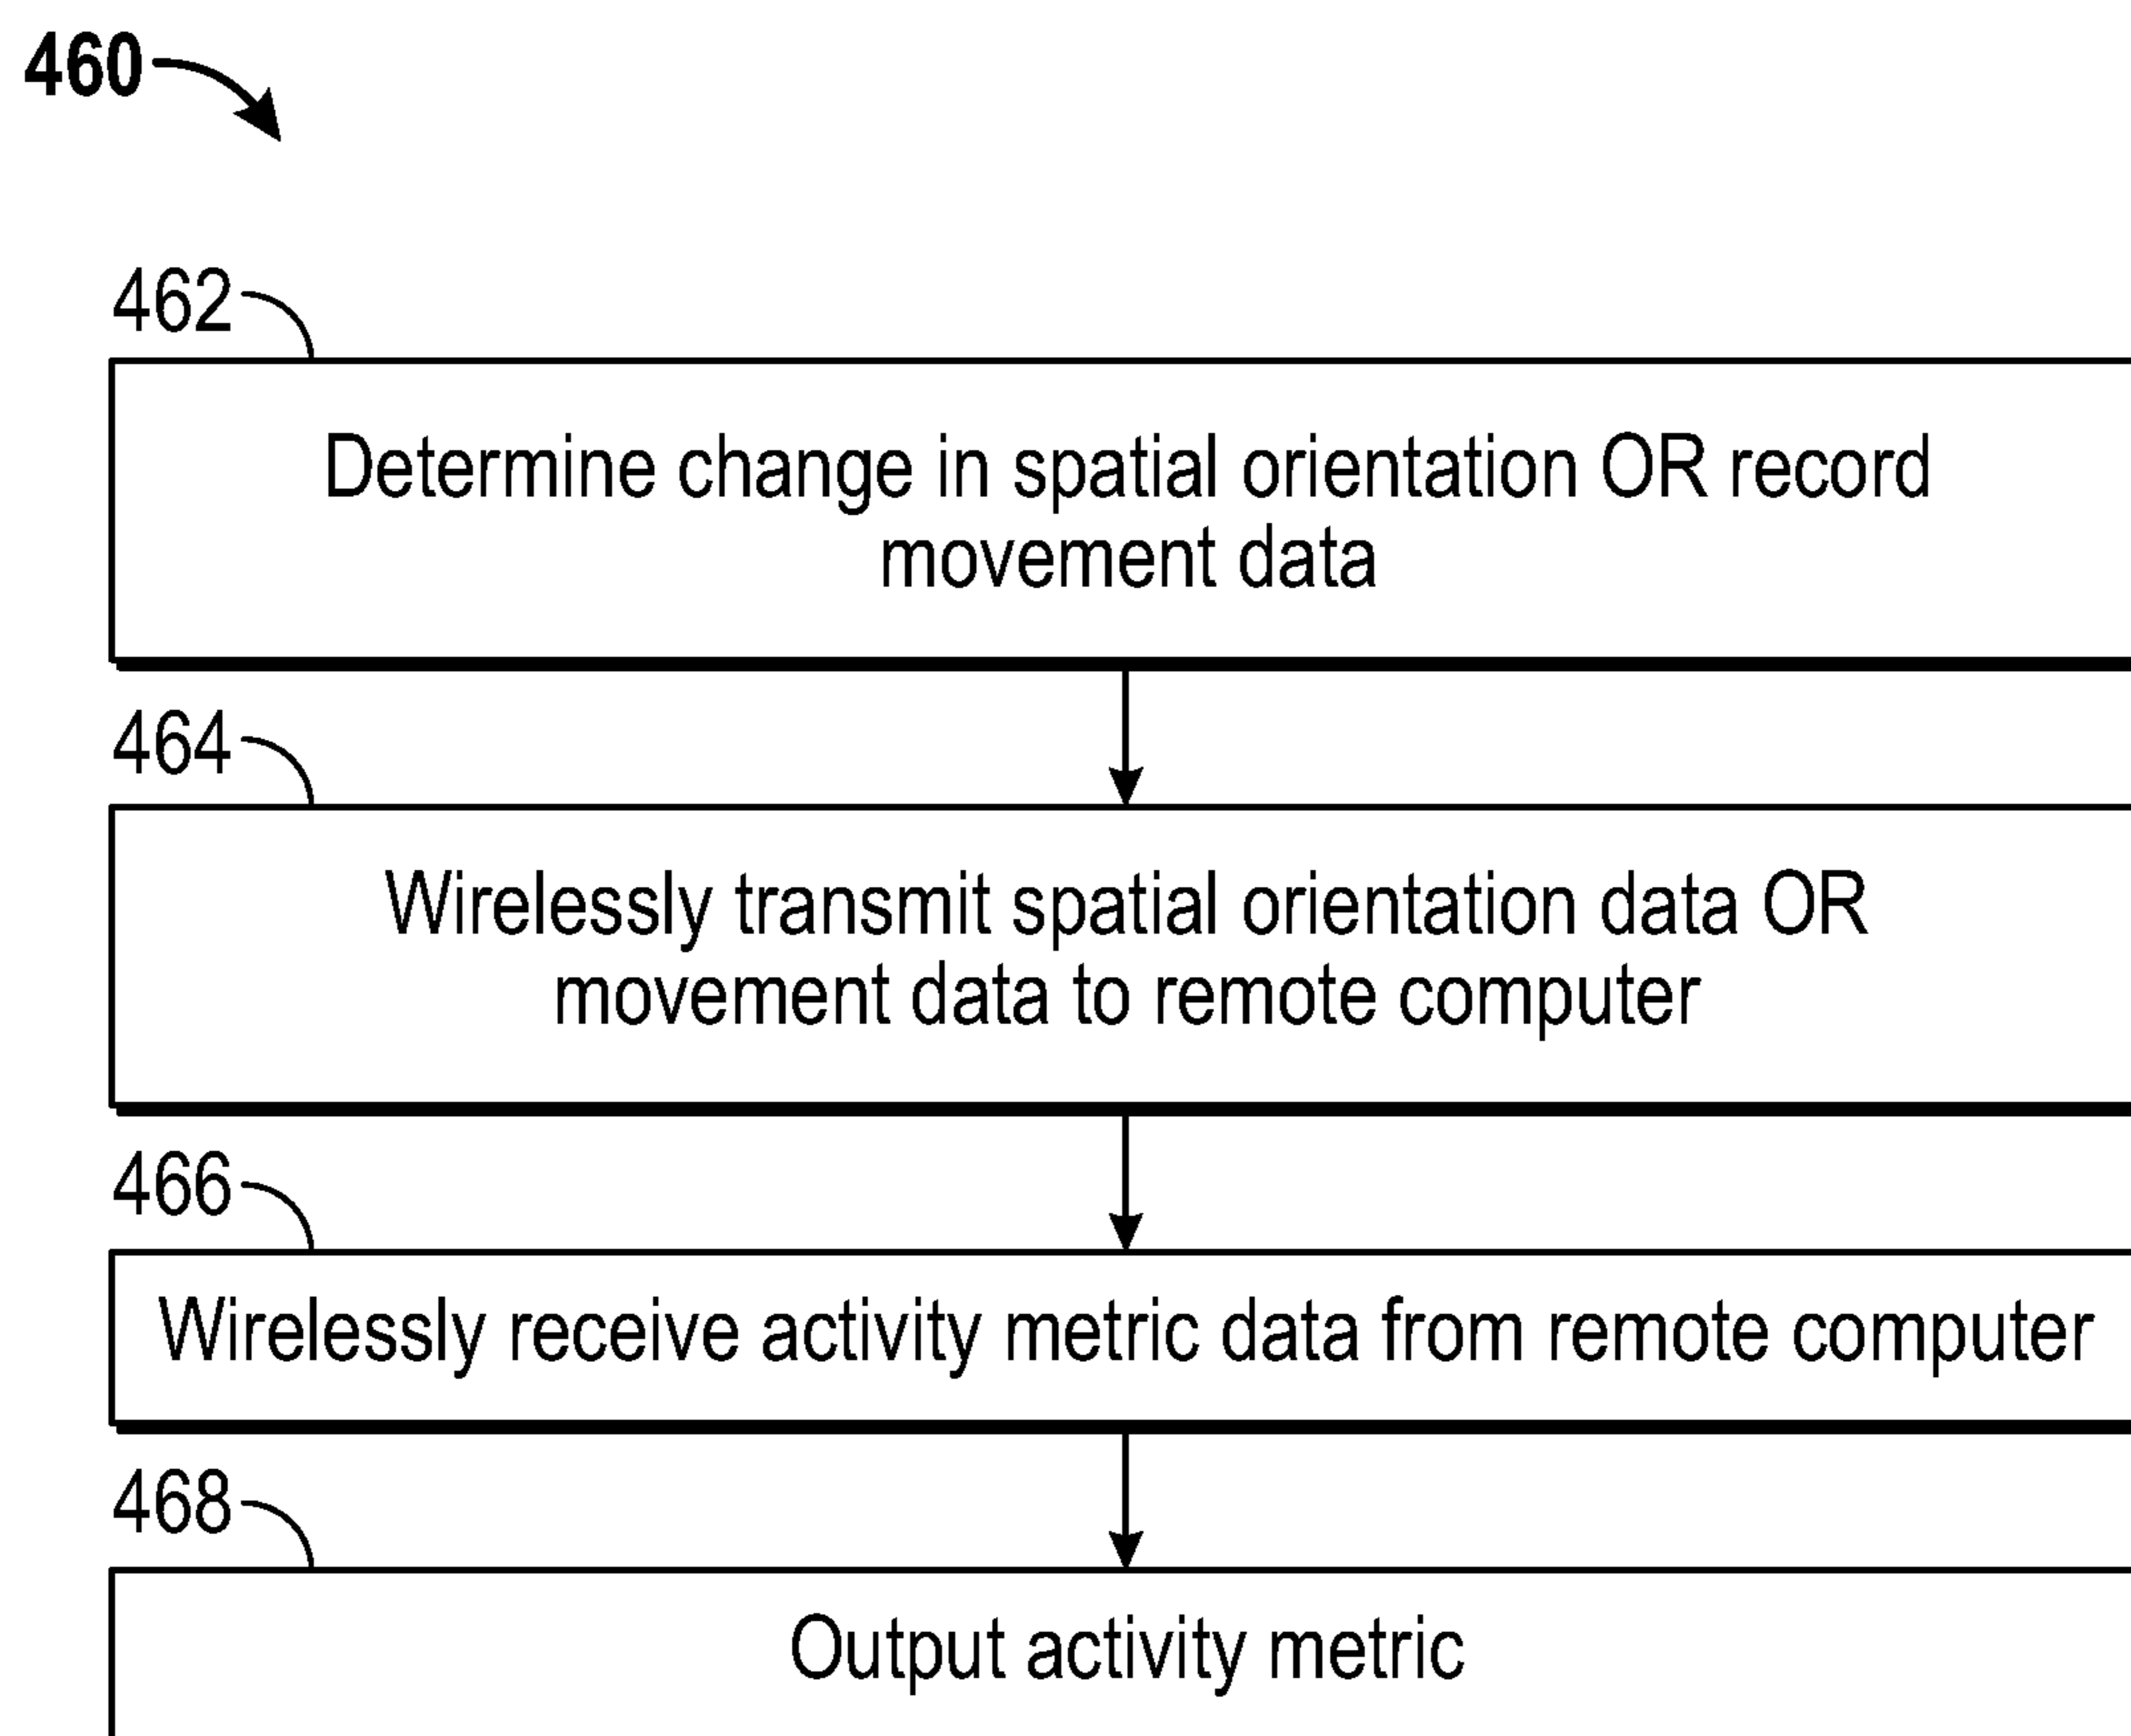 460
462
Determine change in spatial orientation OR record
movement data
464
Wirelessly transmit spatial orientation data OR
movement data to remote computer
466
Wirelessly receive activity metric data from remote computer
468
Output activity metric